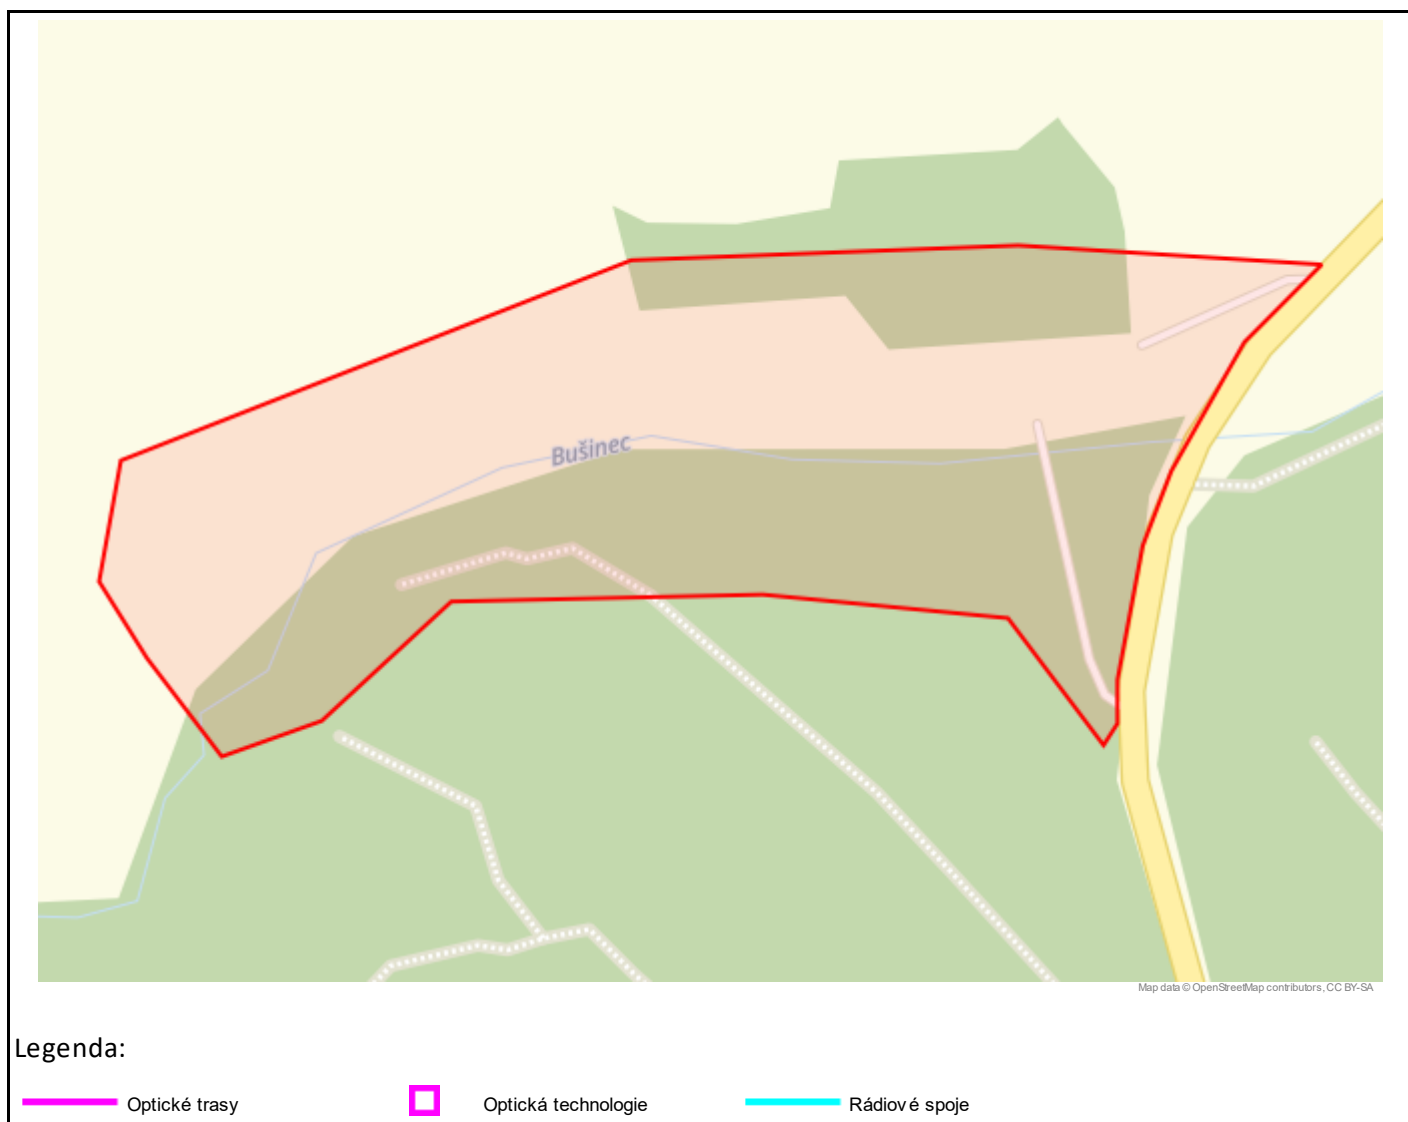 Bušinec
Map data © OpenStreetMap contributors, CC BY-SA
Legenda:
Optické trasy
Optická technologie
Rádiové spoje